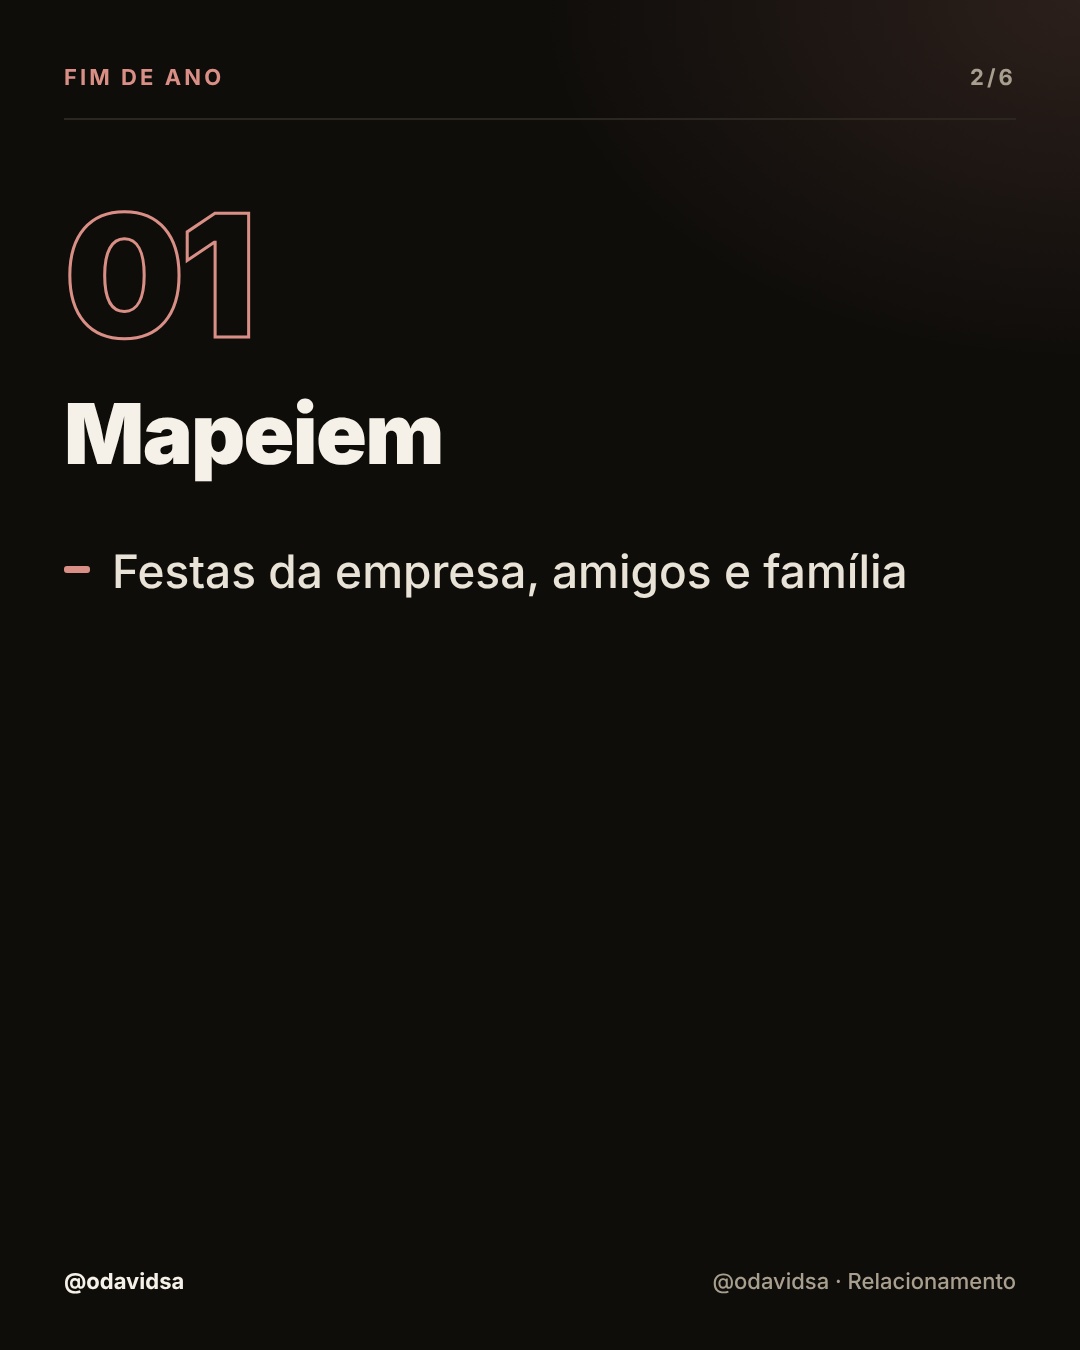 FIM DE ANO
2/6
01
Mapeiem
Festas da empresa, amigos e família
@odavidsa
@odavidsa · Relacionamento